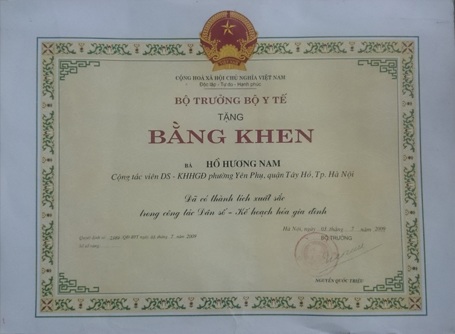 CỘNG HOÀ XÃ HỘI CHỦ NGHĨA VIỆT NAM
Độc lập - Tự do - Hạnh phúc
BỘ TRƯỞNG BỘ Y TẾ
TẶNG
BẰNG KHEN
BÀ HỒ HƯƠNG NAM
Cộng tác viên DS - KHHGĐ phường Yên Phụ, quận Tây Hồ, Tp. Hà Nội
Đã có thành tích xuất sắc
trong công tác Dân số - Kế hoạch hóa gia đình
Hà Nội, ngày 7 năm 2009
BỘ TRƯỞNG
NGUYỄN QUỐC TRIỆU